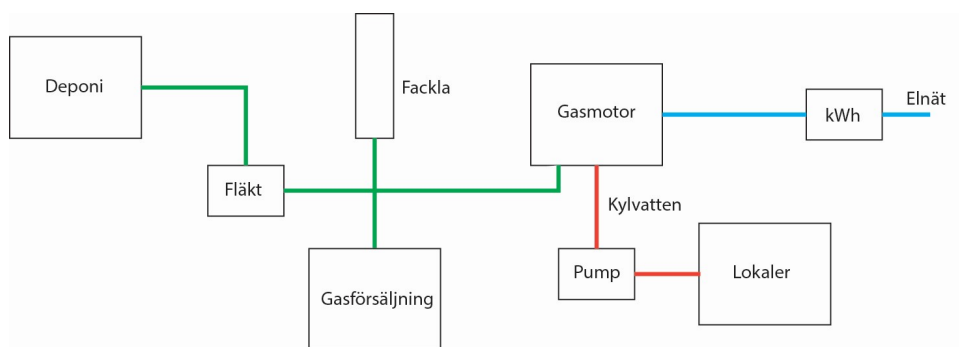 Deponi
Fackla
Gasmotor
kWh
Elnät
Fläkt
Kylvatten
Gasförsäljning
Pump
Lokaler